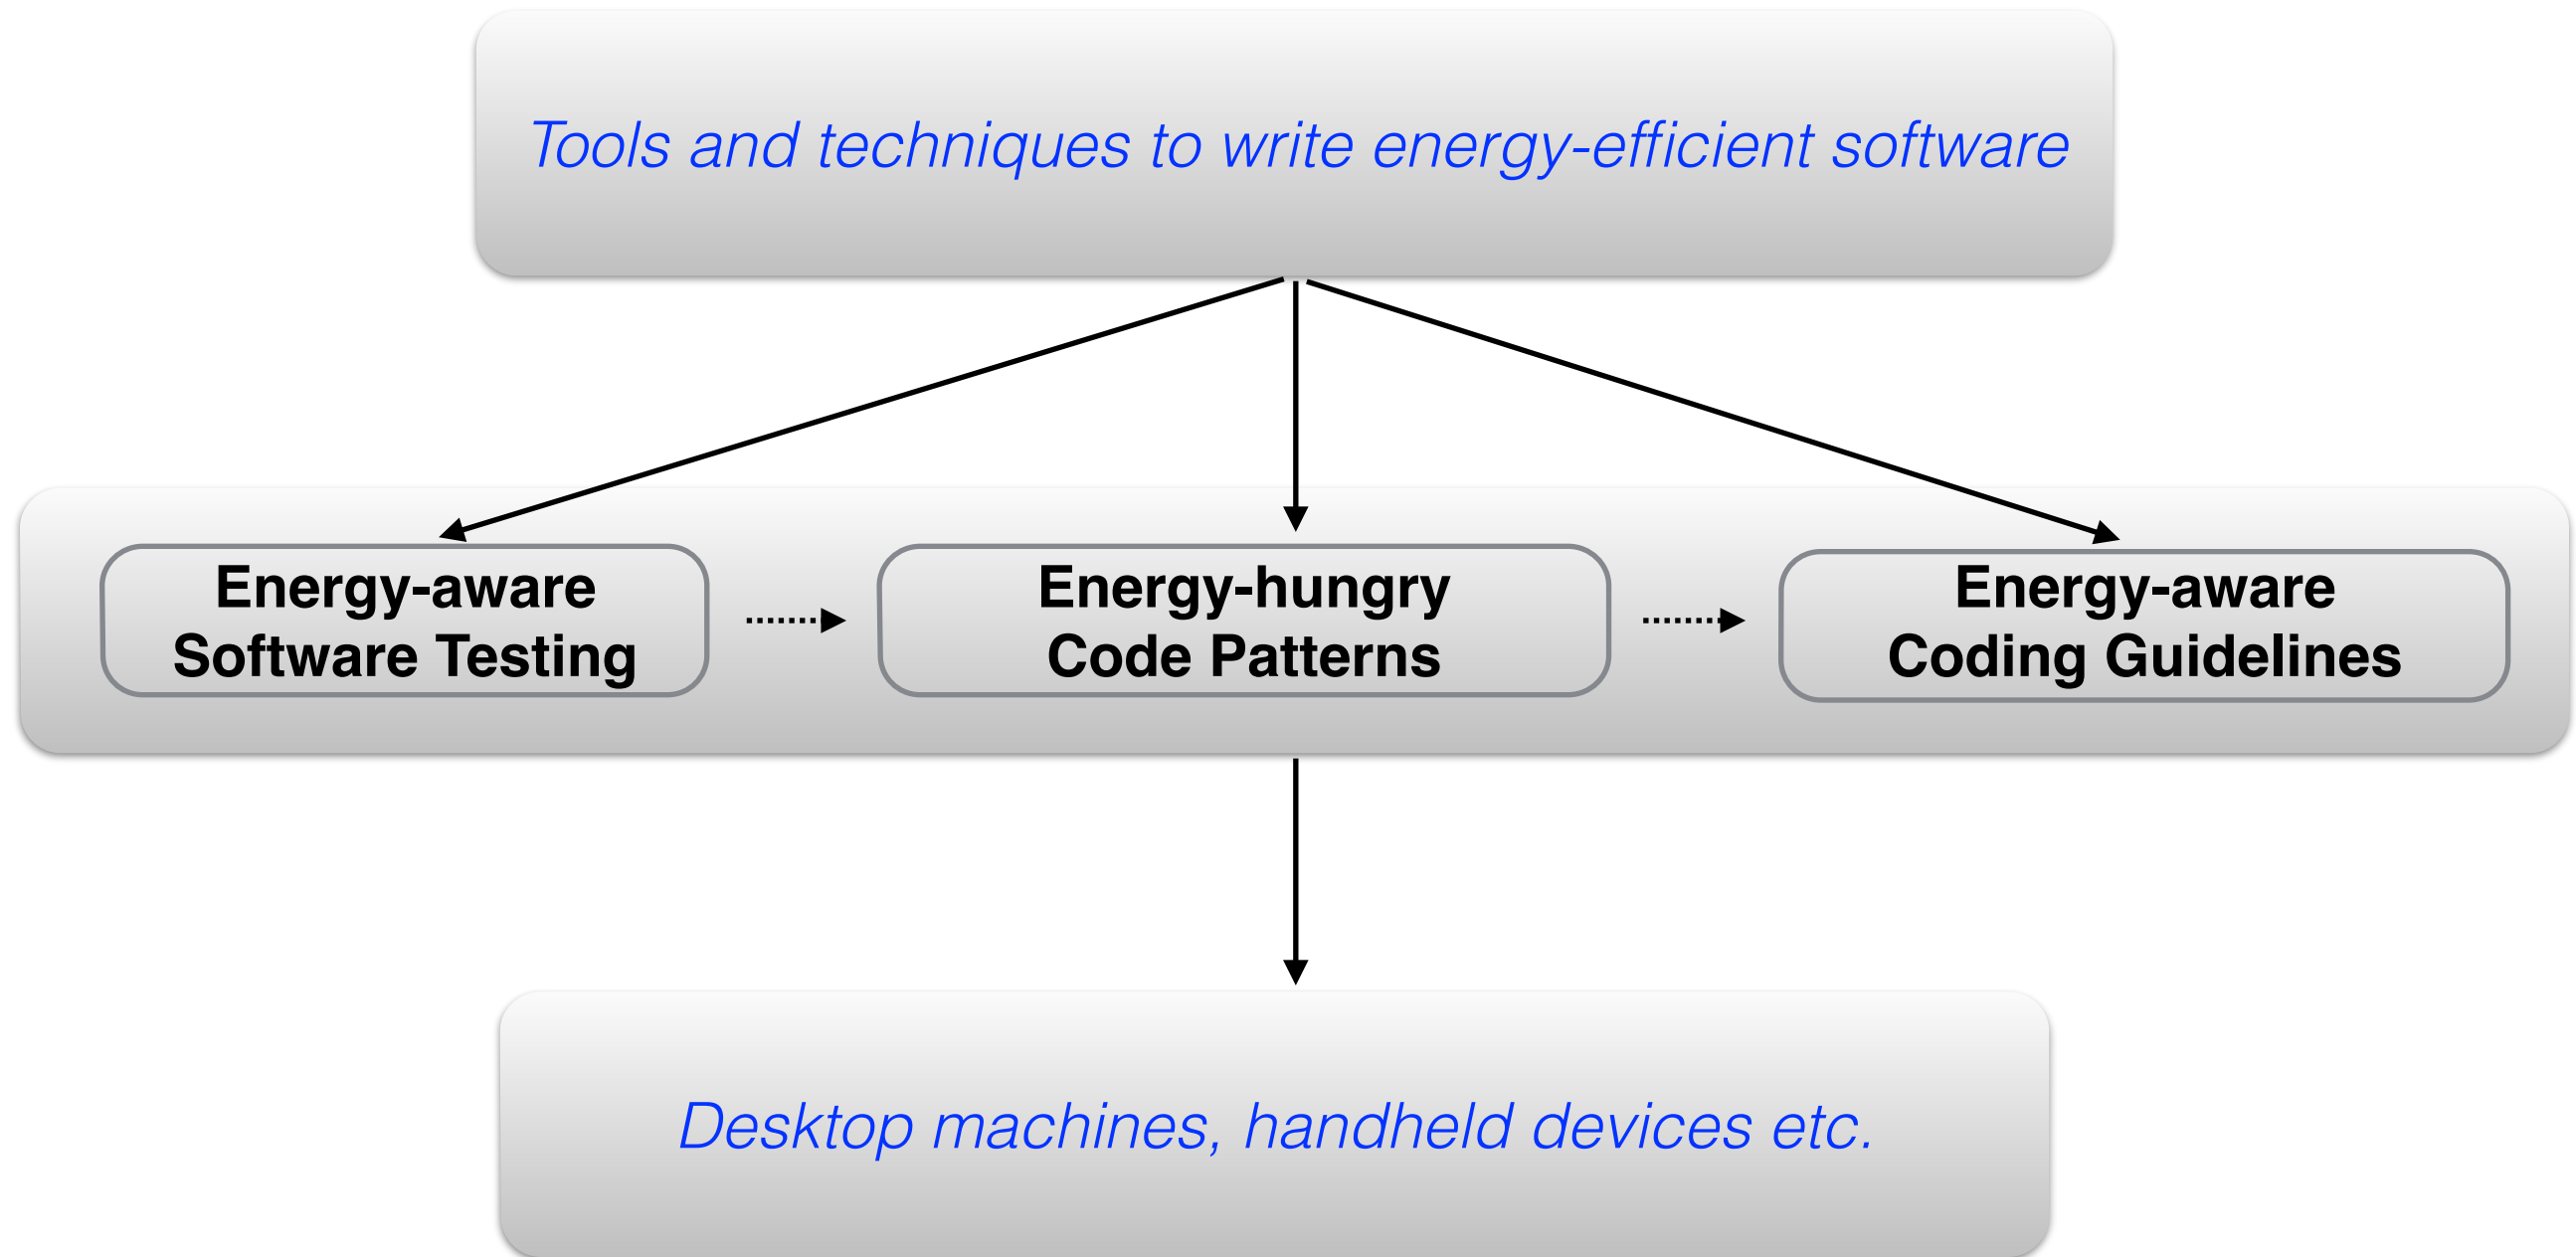 Tools and techniques to write energy-efficient software
Energy-aware
Software Testing
Energy-hungry
Code Patterns
Energy-aware
Coding Guidelines
Desktop machines, handheld devices etc.